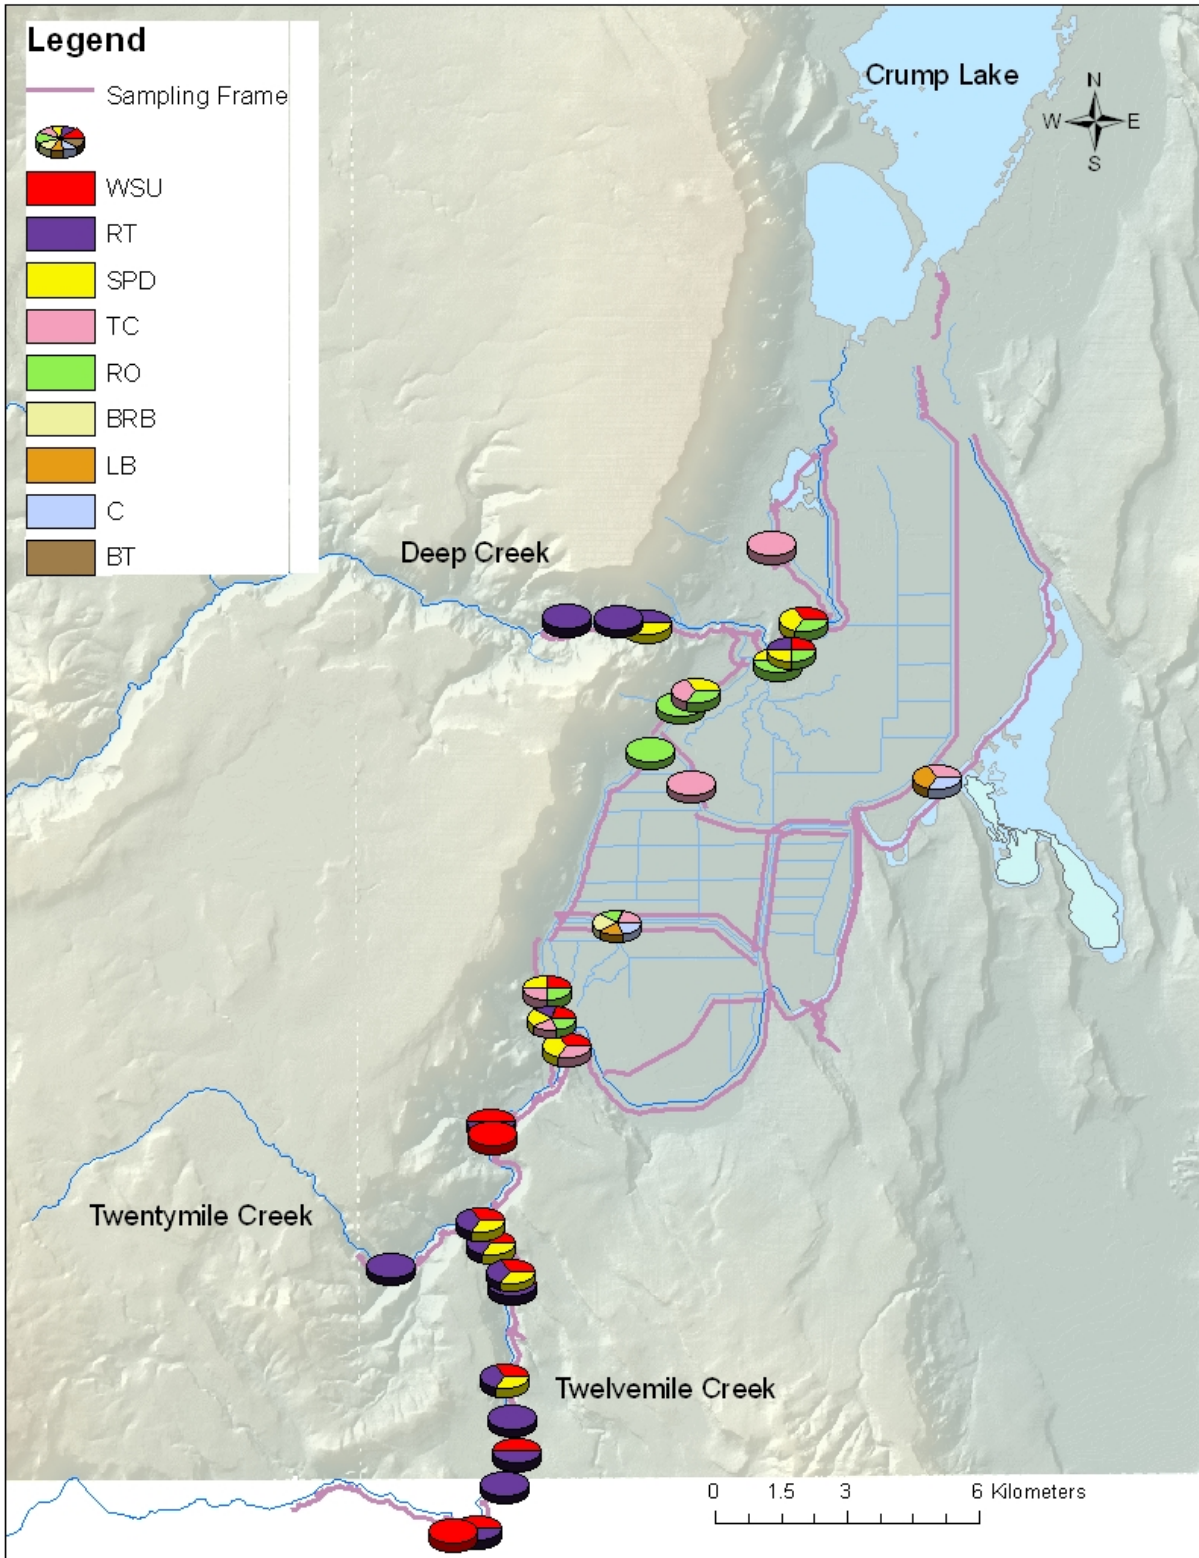 Legend
Sampling Frame
WSU
RT
SPD
TC
RO
BRB
LB
C
BT
Crump Lake
N
W E
S
Deep Creek
Twentymile Creek
Twelvemile Creek
0 1.5 3 6 Kilometers